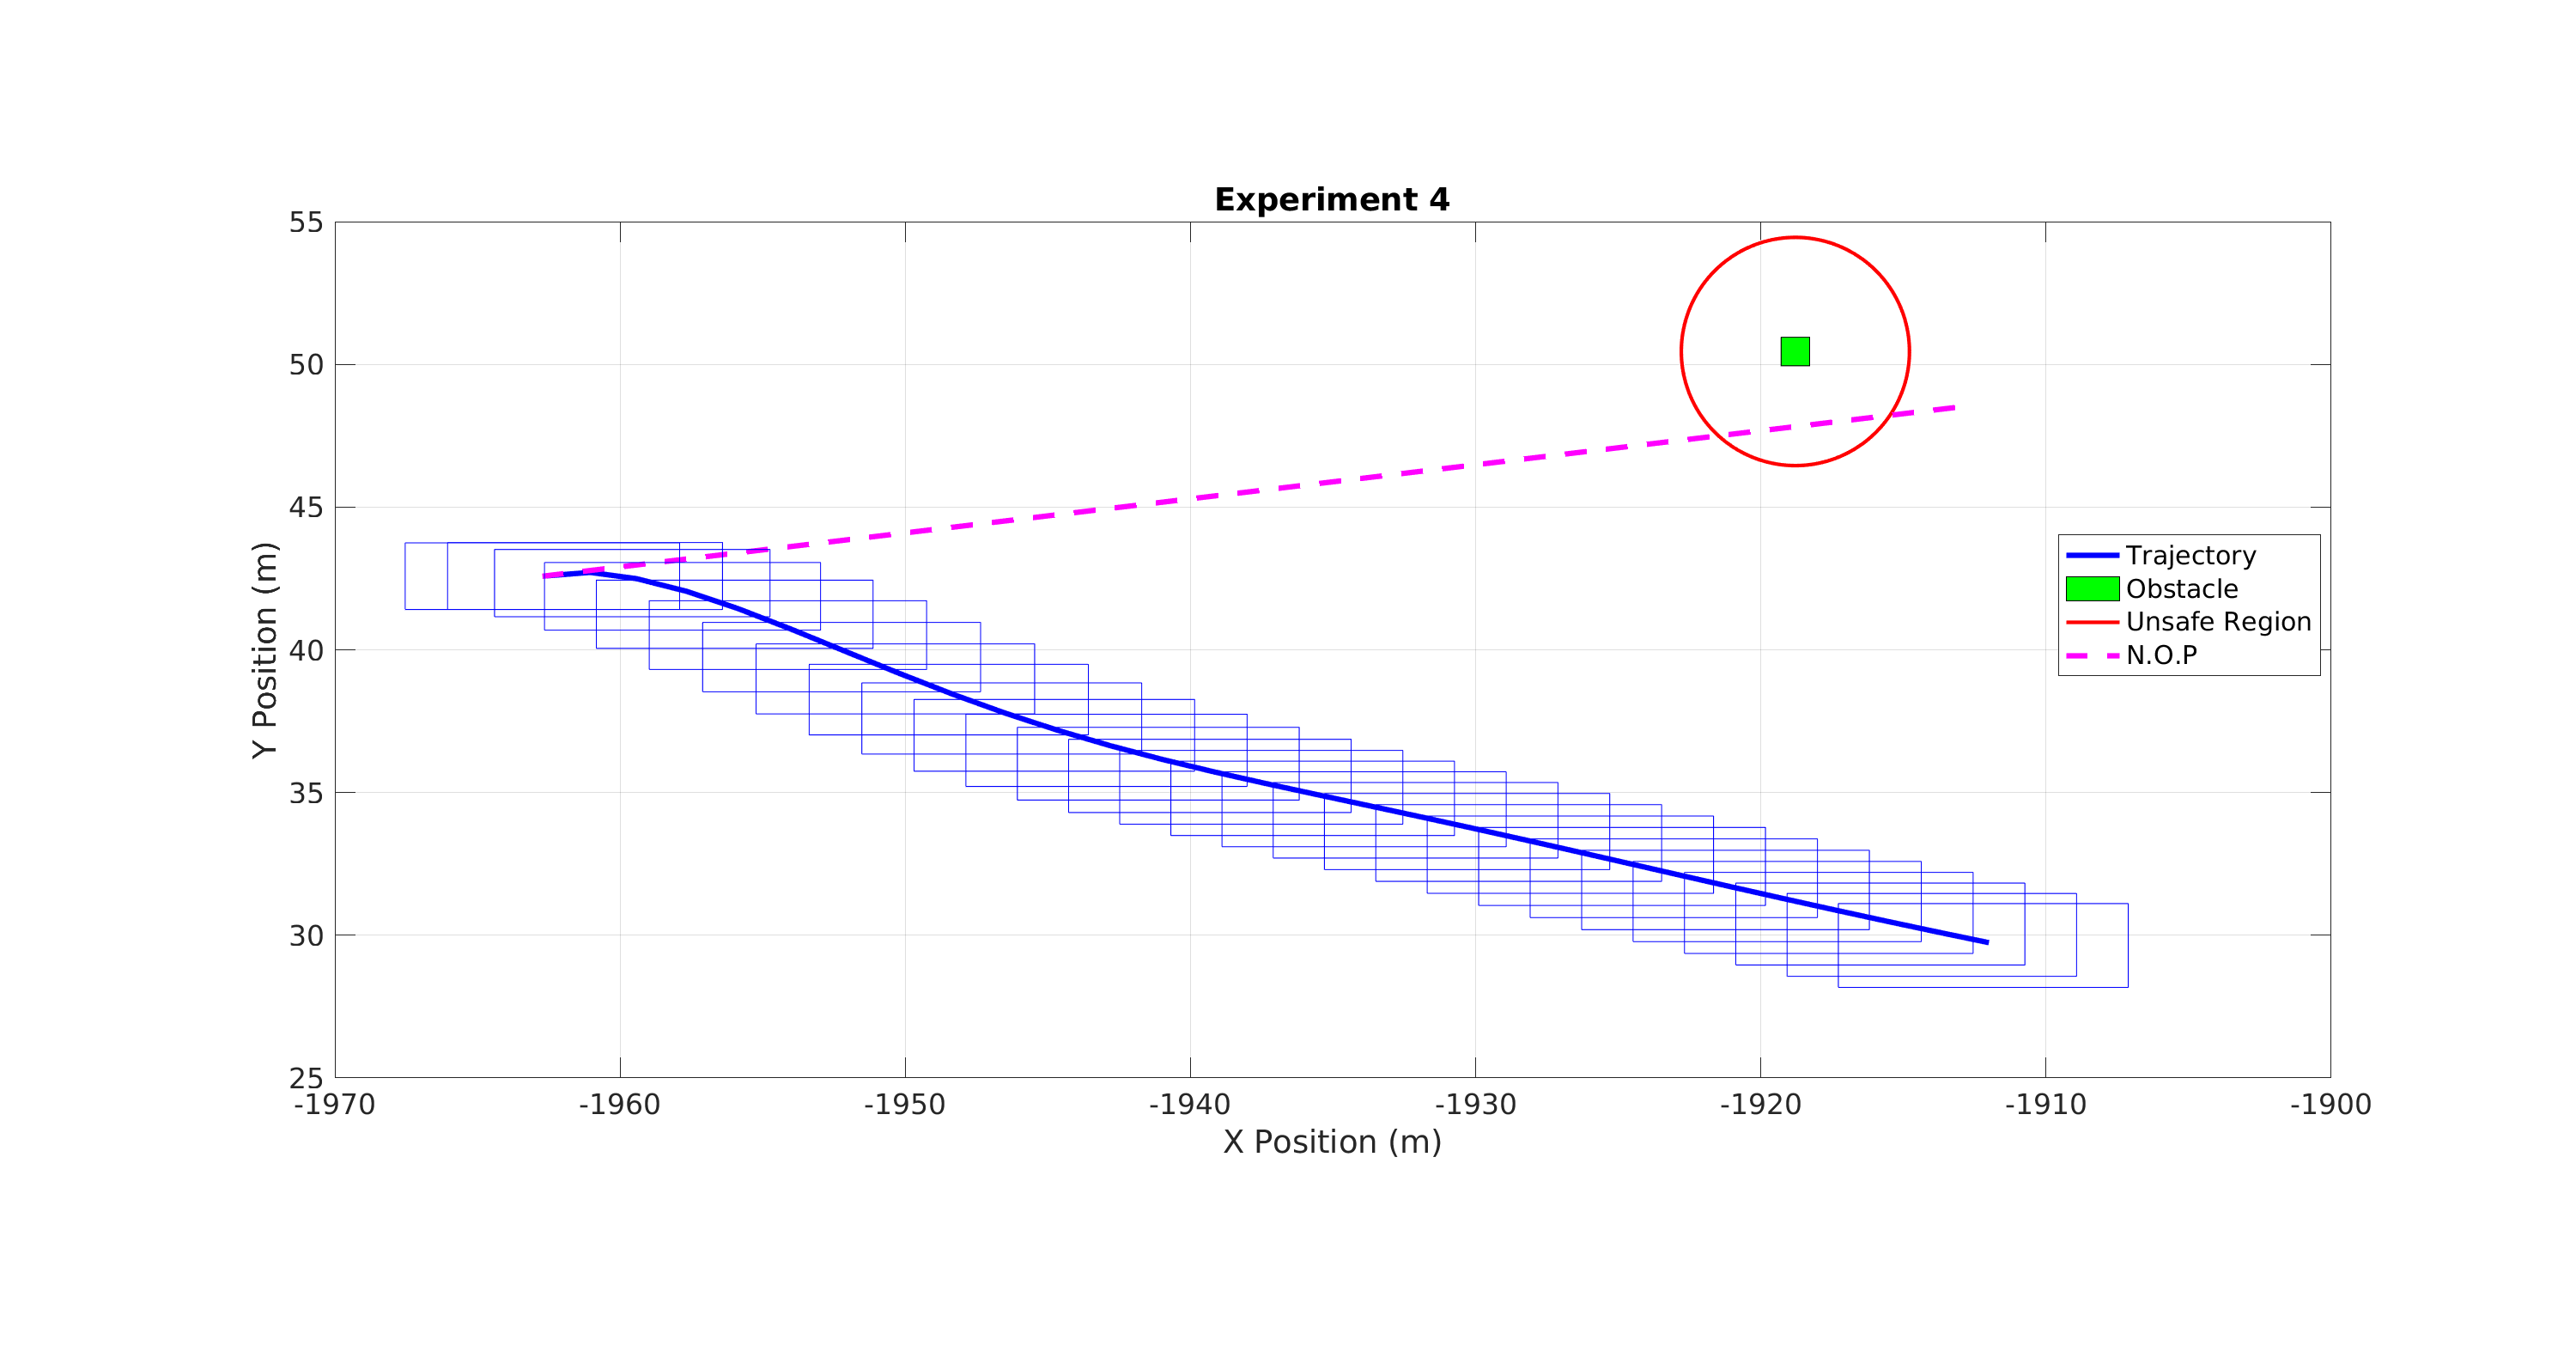 Experiment 4
55
50
45
40
35
30
25
Y Position (m)
-1970 -1960 -1950 -1940 -1930 -1920 -1910 -1900
X Position (m)
Trajectory
Obstacle
Unsafe Region
N.O.P